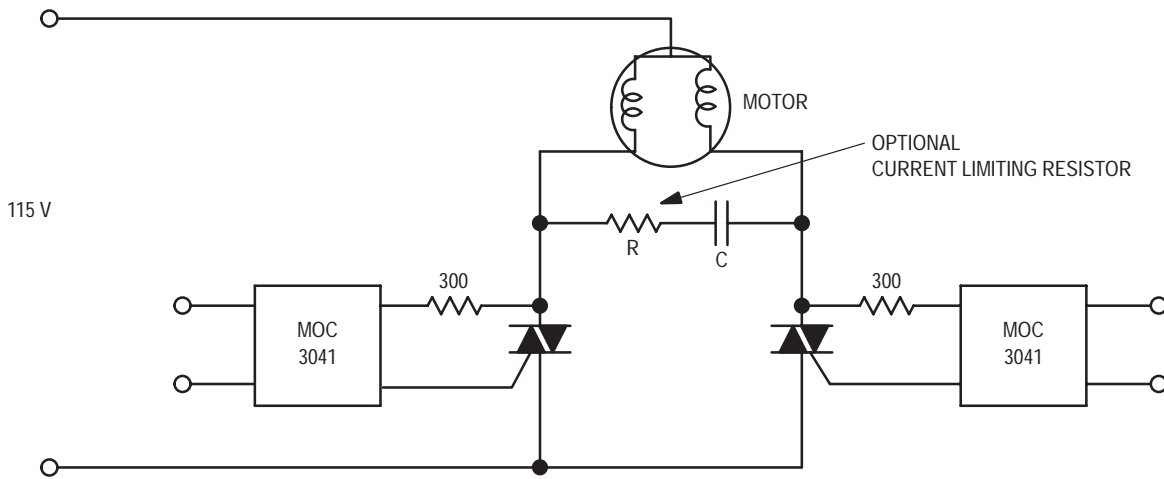 MOTOR
OPTIONAL
CURRENT LIMITING RESISTOR
115 V
R
C
300
300
MOC
3041
MOC
3041